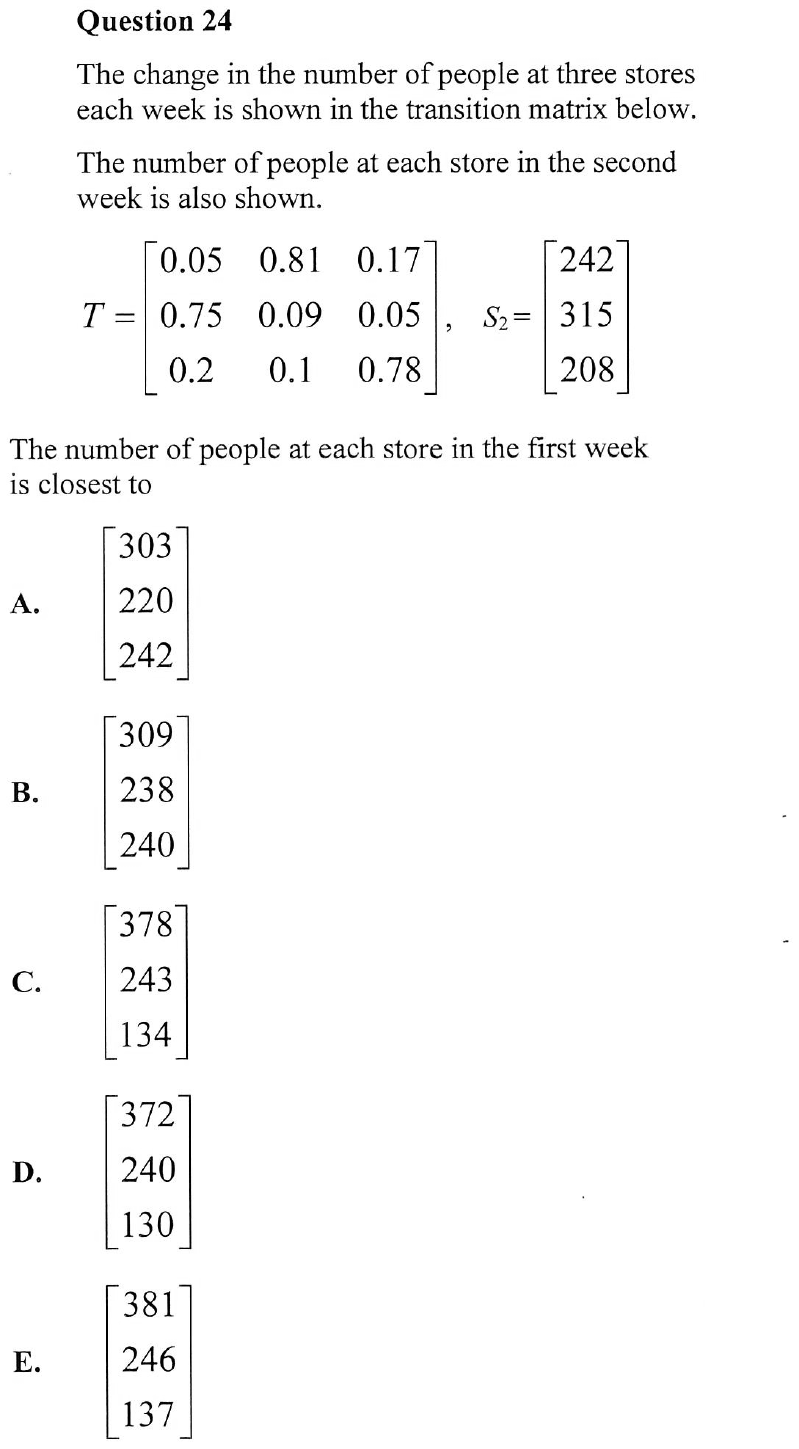 Question 24
The change in the number of people at three stores
each week is shown in the transition matrix below.
The number of people at each store in the second
week is also shown.
T = [0.05 0.81 0.17
0.75 0.09 0.05
0.2 0.1 0.78], S₂ = [242
315
208]
The number of people at each store in the first week
is closest to
A. [303
220
242]
B. [309
238
240]
C. [378
243
134]
D. [372
240
130]
E. [381
246
137]